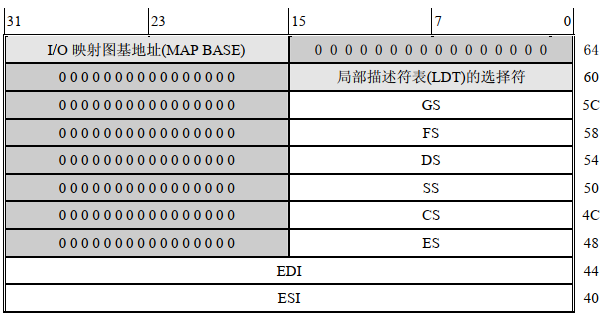 31 23 15 7 0
I/O 映射图基地址(MAP BASE) 0 0 0 0 0 0 0 0 0 0 0 0 0 0 0 0 64
0 0 0 0 0 0 0 0 0 0 0 0 0 0 0 0 局部描述符表(LDT)的选择符 60
0 0 0 0 0 0 0 0 0 0 0 0 0 0 0 0 GS 5C
0 0 0 0 0 0 0 0 0 0 0 0 0 0 0 0 FS 58
0 0 0 0 0 0 0 0 0 0 0 0 0 0 0 0 DS 54
0 0 0 0 0 0 0 0 0 0 0 0 0 0 0 0 SS 50
0 0 0 0 0 0 0 0 0 0 0 0 0 0 0 0 CS 4C
0 0 0 0 0 0 0 0 0 0 0 0 0 0 0 0 ES 48
EDI 44
ESI 40